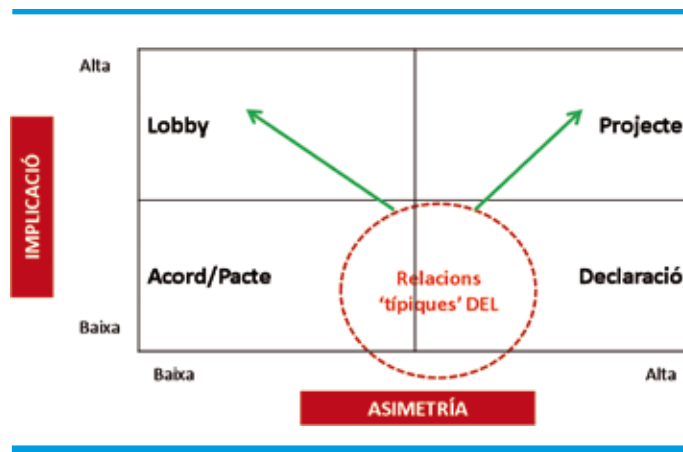 Alta
Lobby
Projecte
IMPLICACIÓ
Acord/Pacte
Relacions
‘típiques’ DEL
Declaració
Baixa
Baixa
Alta
ASIMETRÍA